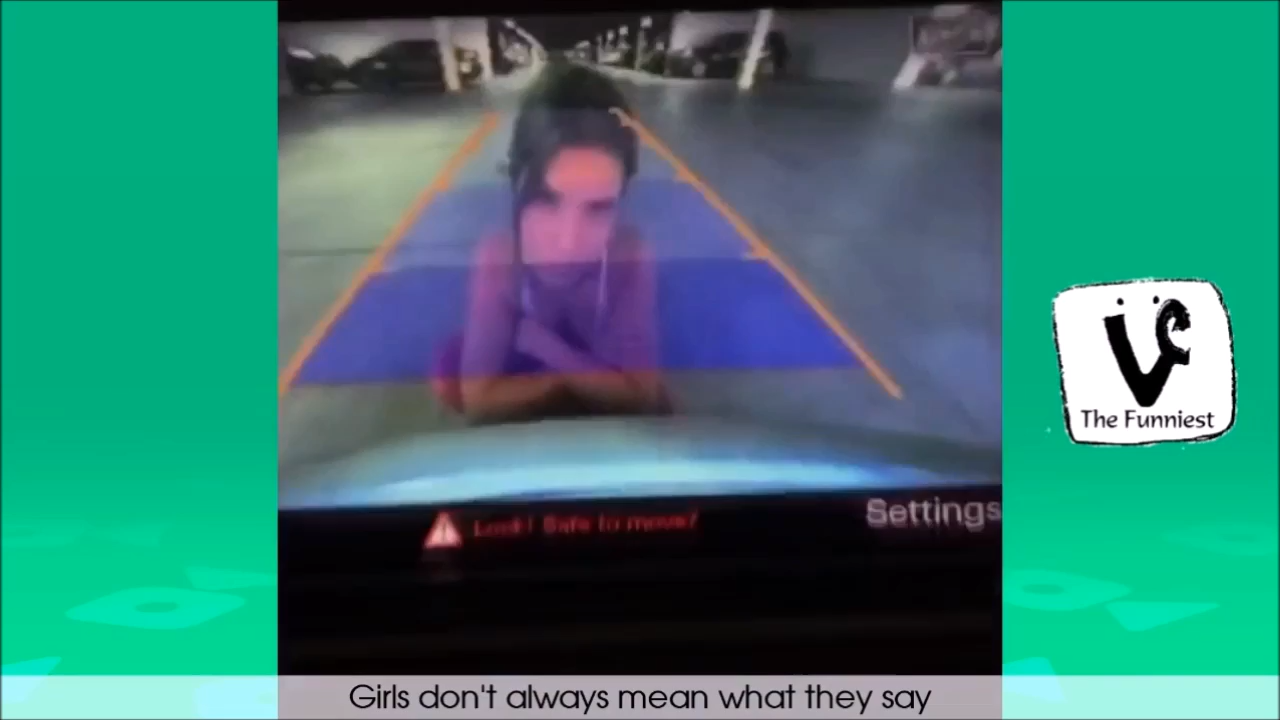 The Funniest
Look! Safe to move?
Settings
Girls don't always mean what they say